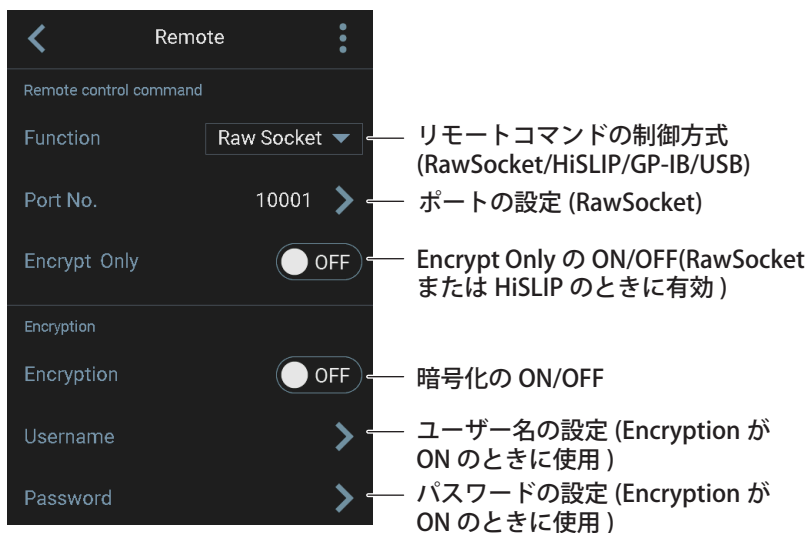 Remote
Remote control command
Function
Raw Socket
リモートコマンドの制御方式
(RawSocket/HiSLIP/GP-IB/USB)
Port No.
10001
ポートの設定 (RawSocket)
Encrypt Only
OFF
Encrypt Only の ON/OFF(RawSocket
または HiSLIP のときに有効 )
Encryption
Encryption
OFF
暗号化の ON/OFF
Username
ユーザー名の設定 (Encryption が
ON のときに使用 )
Password
パスワードの設定 (Encryption が
ON のときに使用 )